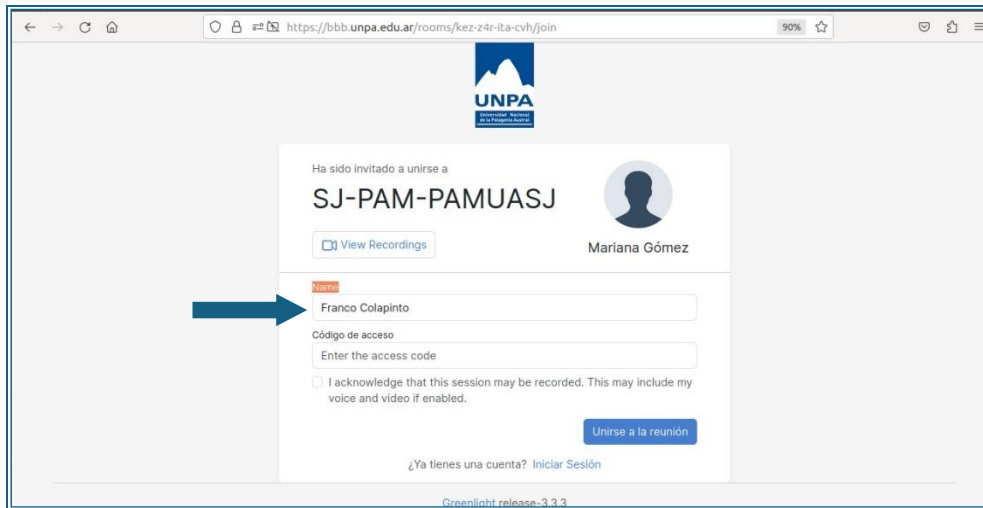 https://bbb.unpa.edu.ar/rooms/kez-z4r-ita-cvh/join
90%
UNPA
Universidad Nacional
de la Patagonia Austral
Ha sido invitado a unirse a
SJ-PAM-PAMUASJ
View Recordings
Mariana Gómez
Name
Franco Colapinto
Código de acceso
Enter the access code
I acknowledge that this session may be recorded. This may include my
voice and video if enabled.
Unirse a la reunión
¿Ya tienes una cuenta? Iniciar Sesión
Greenlight release-3.3.3